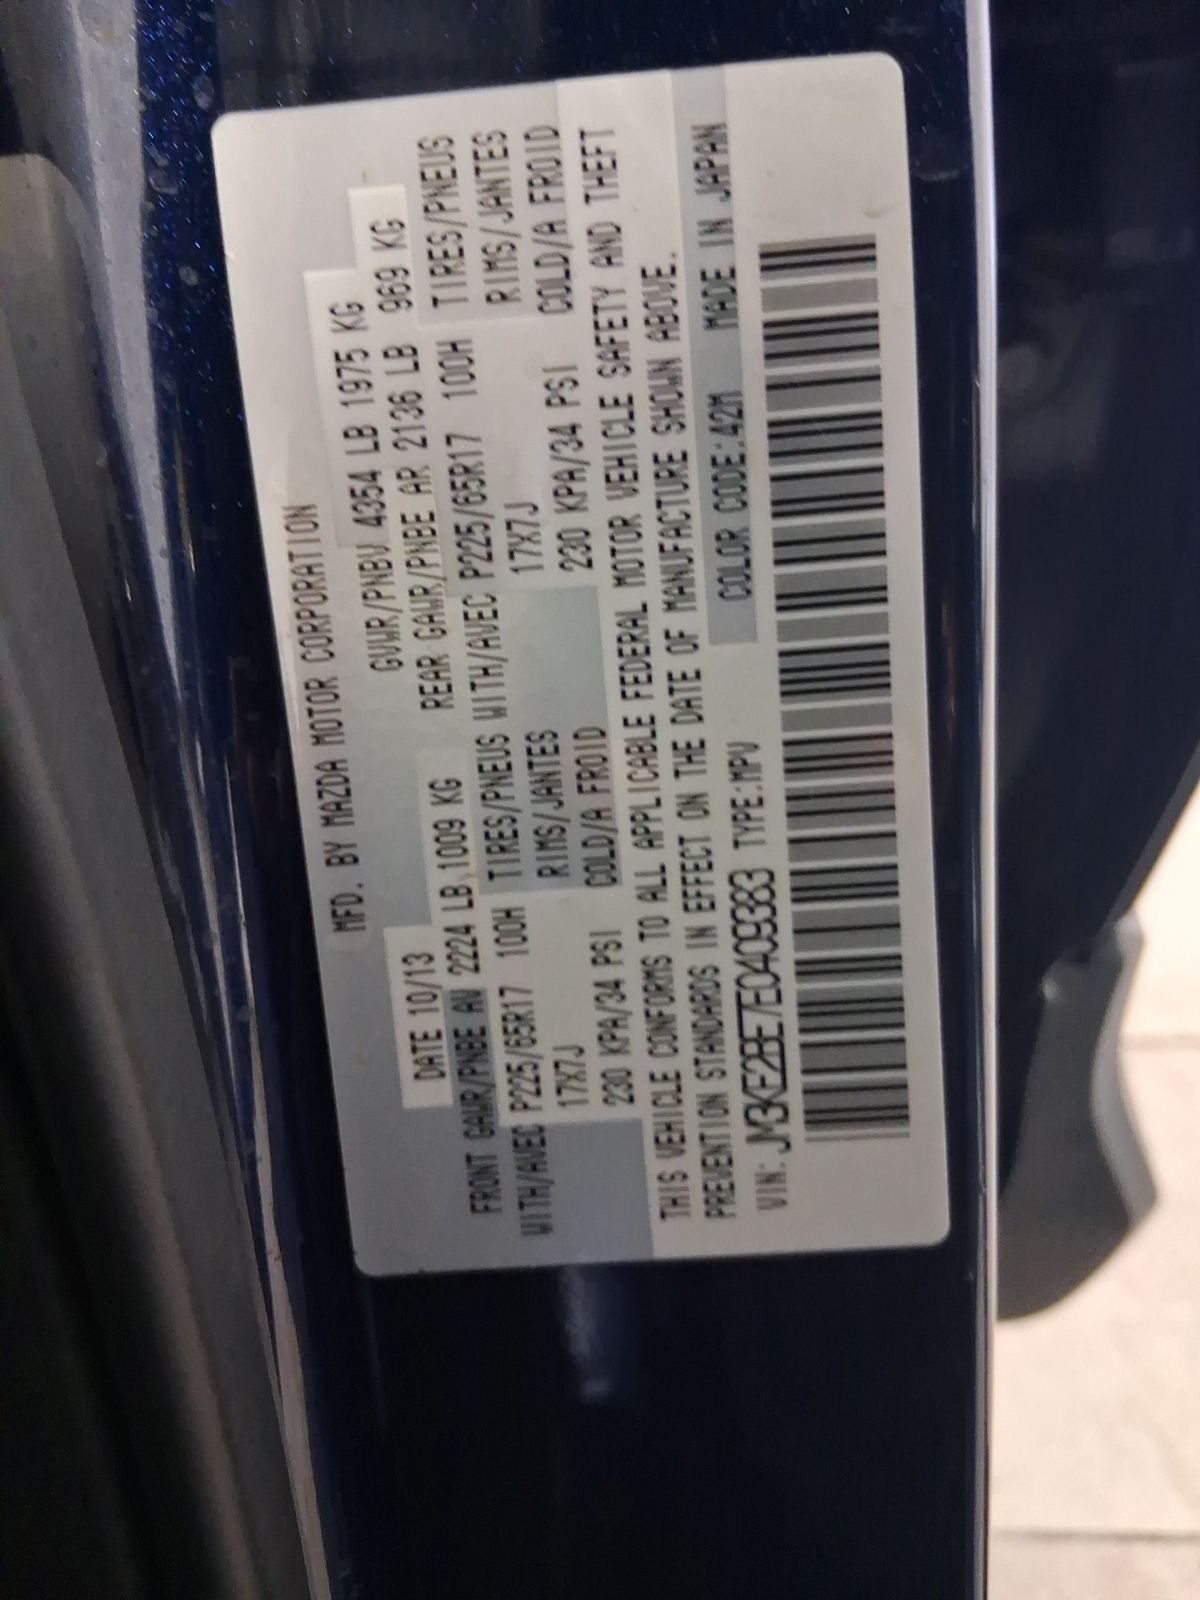 MFD. BY MAZDA MOTOR CORPORATION
DATE 10/13 GVWR/PNBV 4354 LB 1975 KG
FRONT GAWR/PNBE AV 2224 LB 1009 KG REAR GAWR/PNBE AR 2136 LB 969 KG
WITH/AVEC P225/65R17 100H TIRES/PNEUS WITH/AVEC P225/65R17 100H TIRES/PNEUS
17X7J RIMS/JANTES 17X7J RIMS/JANTES
230 KPA/34 PSI COLD/A FROID 230 KPA/34 PSI COLD/A FROID
THIS VEHICLE CONFORMS TO ALL APPLICABLE FEDERAL MOTOR VEHICLE SAFETY AND THEFT
PREVENTION STANDARDS IN EFFECT ON THE DATE OF MANUFACTURE SHOWN ABOVE.
VIN: JM3KE2BE7E0409383 TYPE:MPV COLOR CODE:42M MADE IN JAPAN